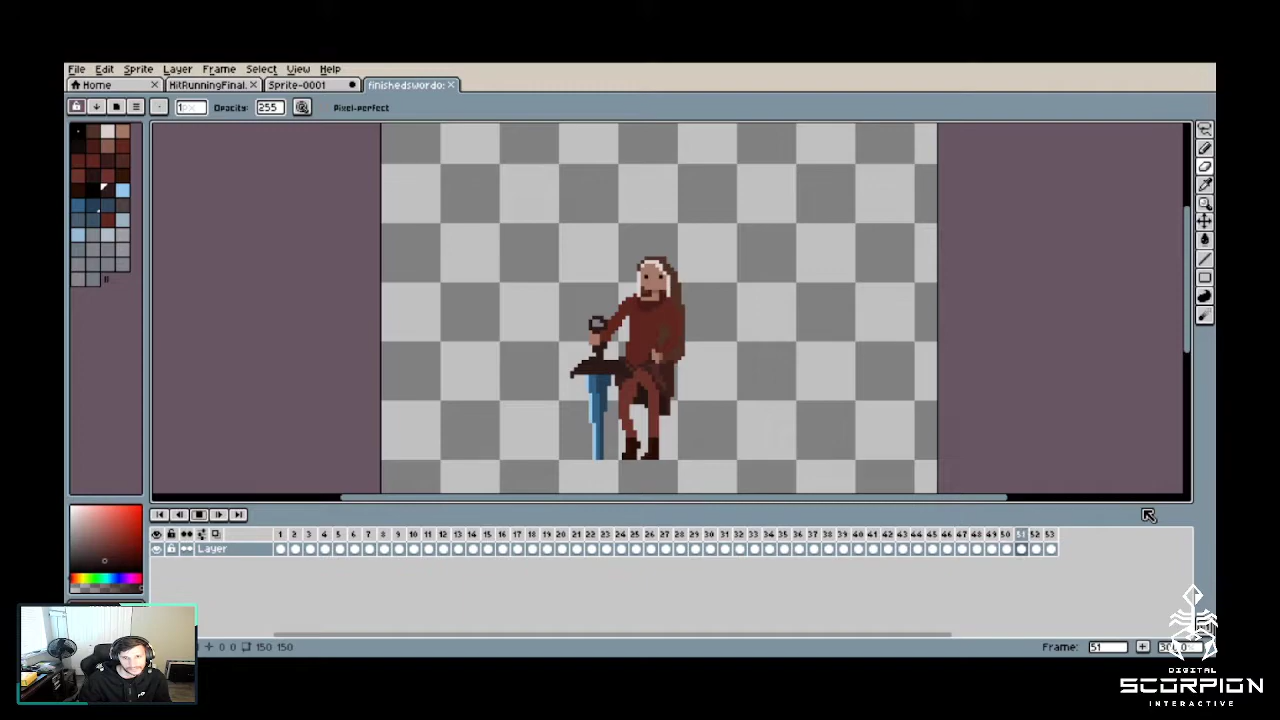 File Edit Sprite Layer Frame Select View Help
Home HitRunningFinal. Sprite-0001 finishedswordo:
1px Opacity: 255 Pixel-perfect
1 2 3 4 5 6 7 8 9 10 11 12 13 14 15 16 17 18 19 20 21 22 23 24 25 26 27 28 29 30 31 32 33 34 35 36 37 38 39 40 41 42 43 44 45 46 47 48 49 50 51 52 53
Layer
0 0 150 150 Frame: 51
DIGITAL
SCORPION
INTERACTIVE